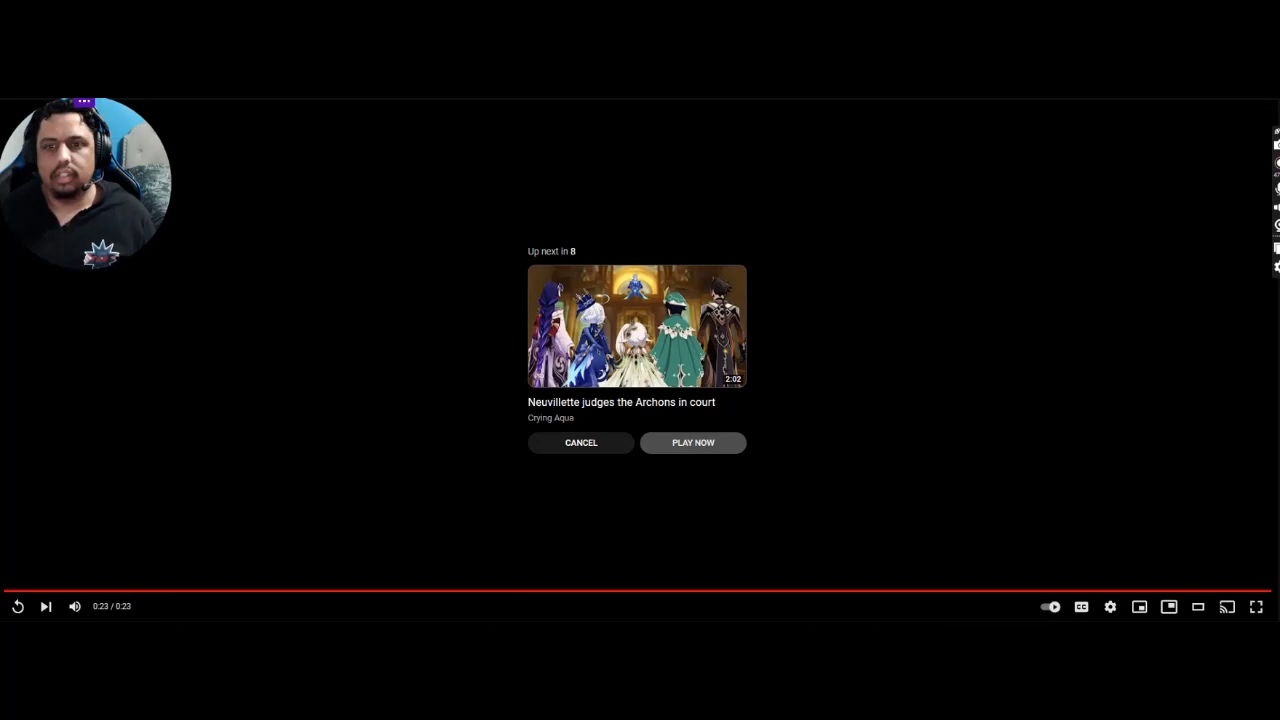 Up next in 8
2:02
Neuvillette judges the Archons in court
Crying Aqua
CANCEL
PLAY NOW
0:23 / 0:23
CC